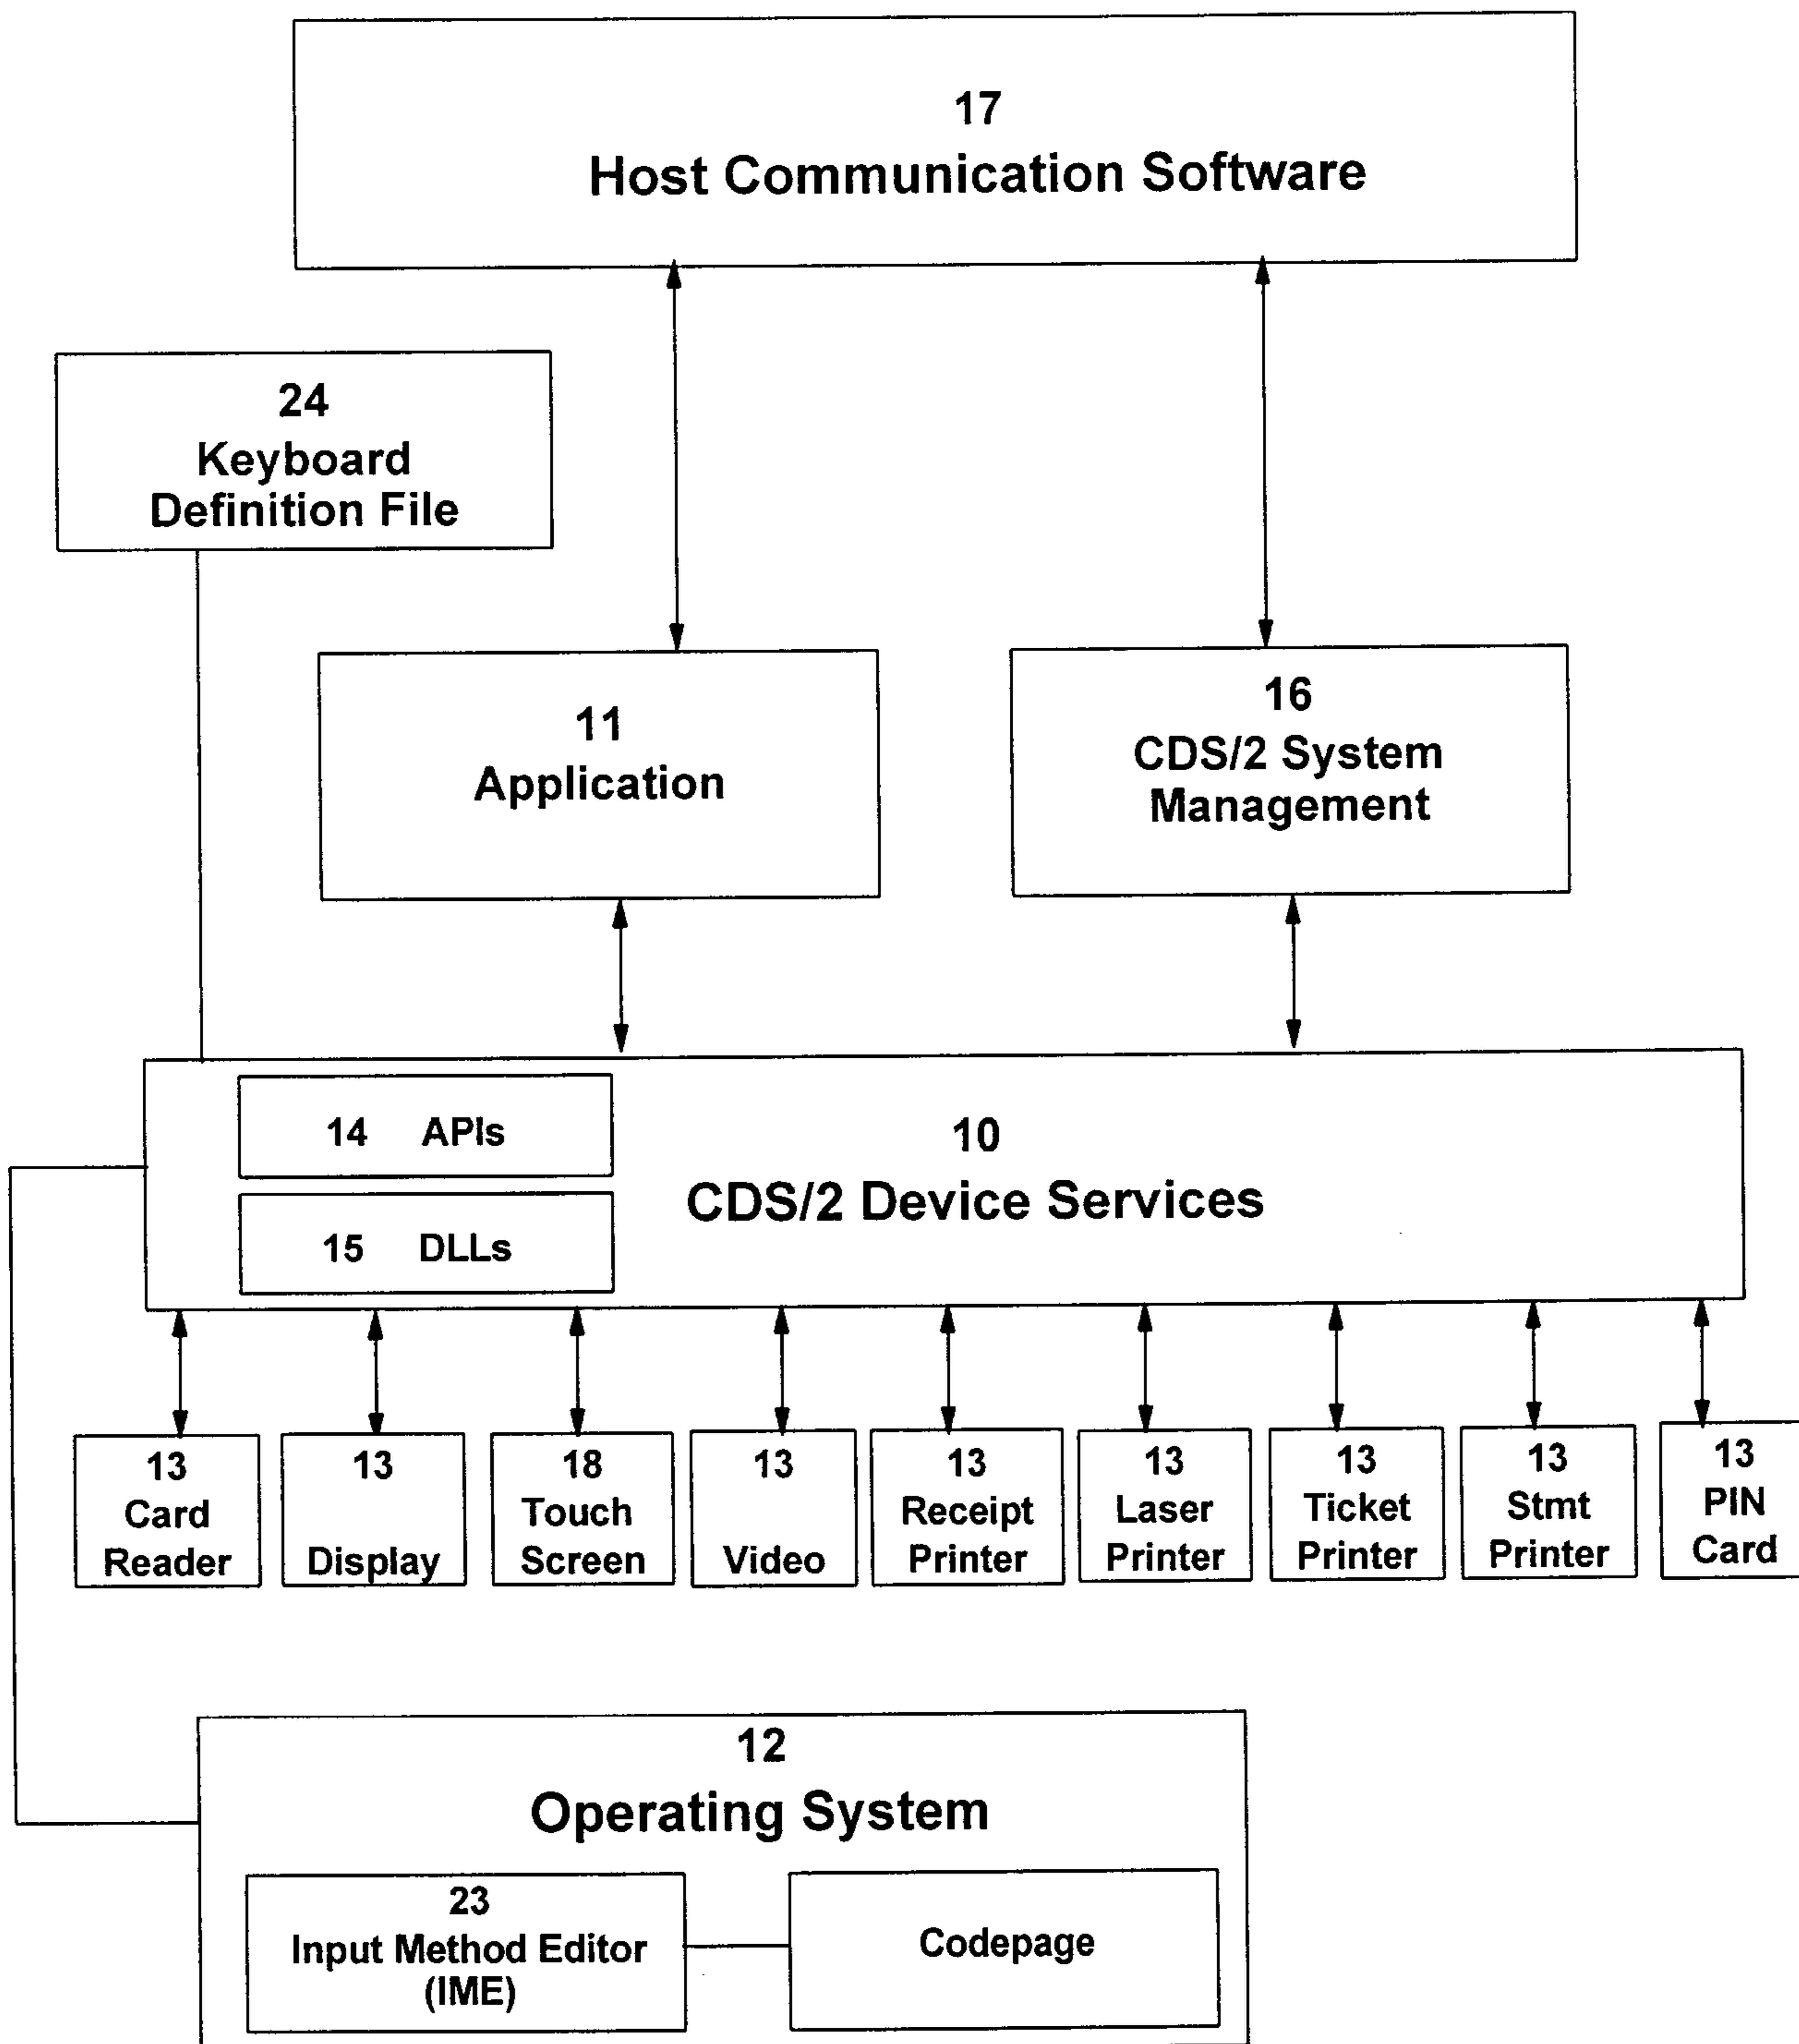 17
Host Communication Software
24
Keyboard
Definition File
11
Application
16
CDS/2 System
Management
14 APIs
15 DLLs
10
CDS/2 Device Services
13
Card
Reader
13
Display
18
Touch
Screen
13
Video
13
Receipt
Printer
13
Laser
Printer
13
Ticket
Printer
13
Stmt
Printer
13
PIN
Card
12
Operating System
23
Input Method Editor
(IME)
Codepage